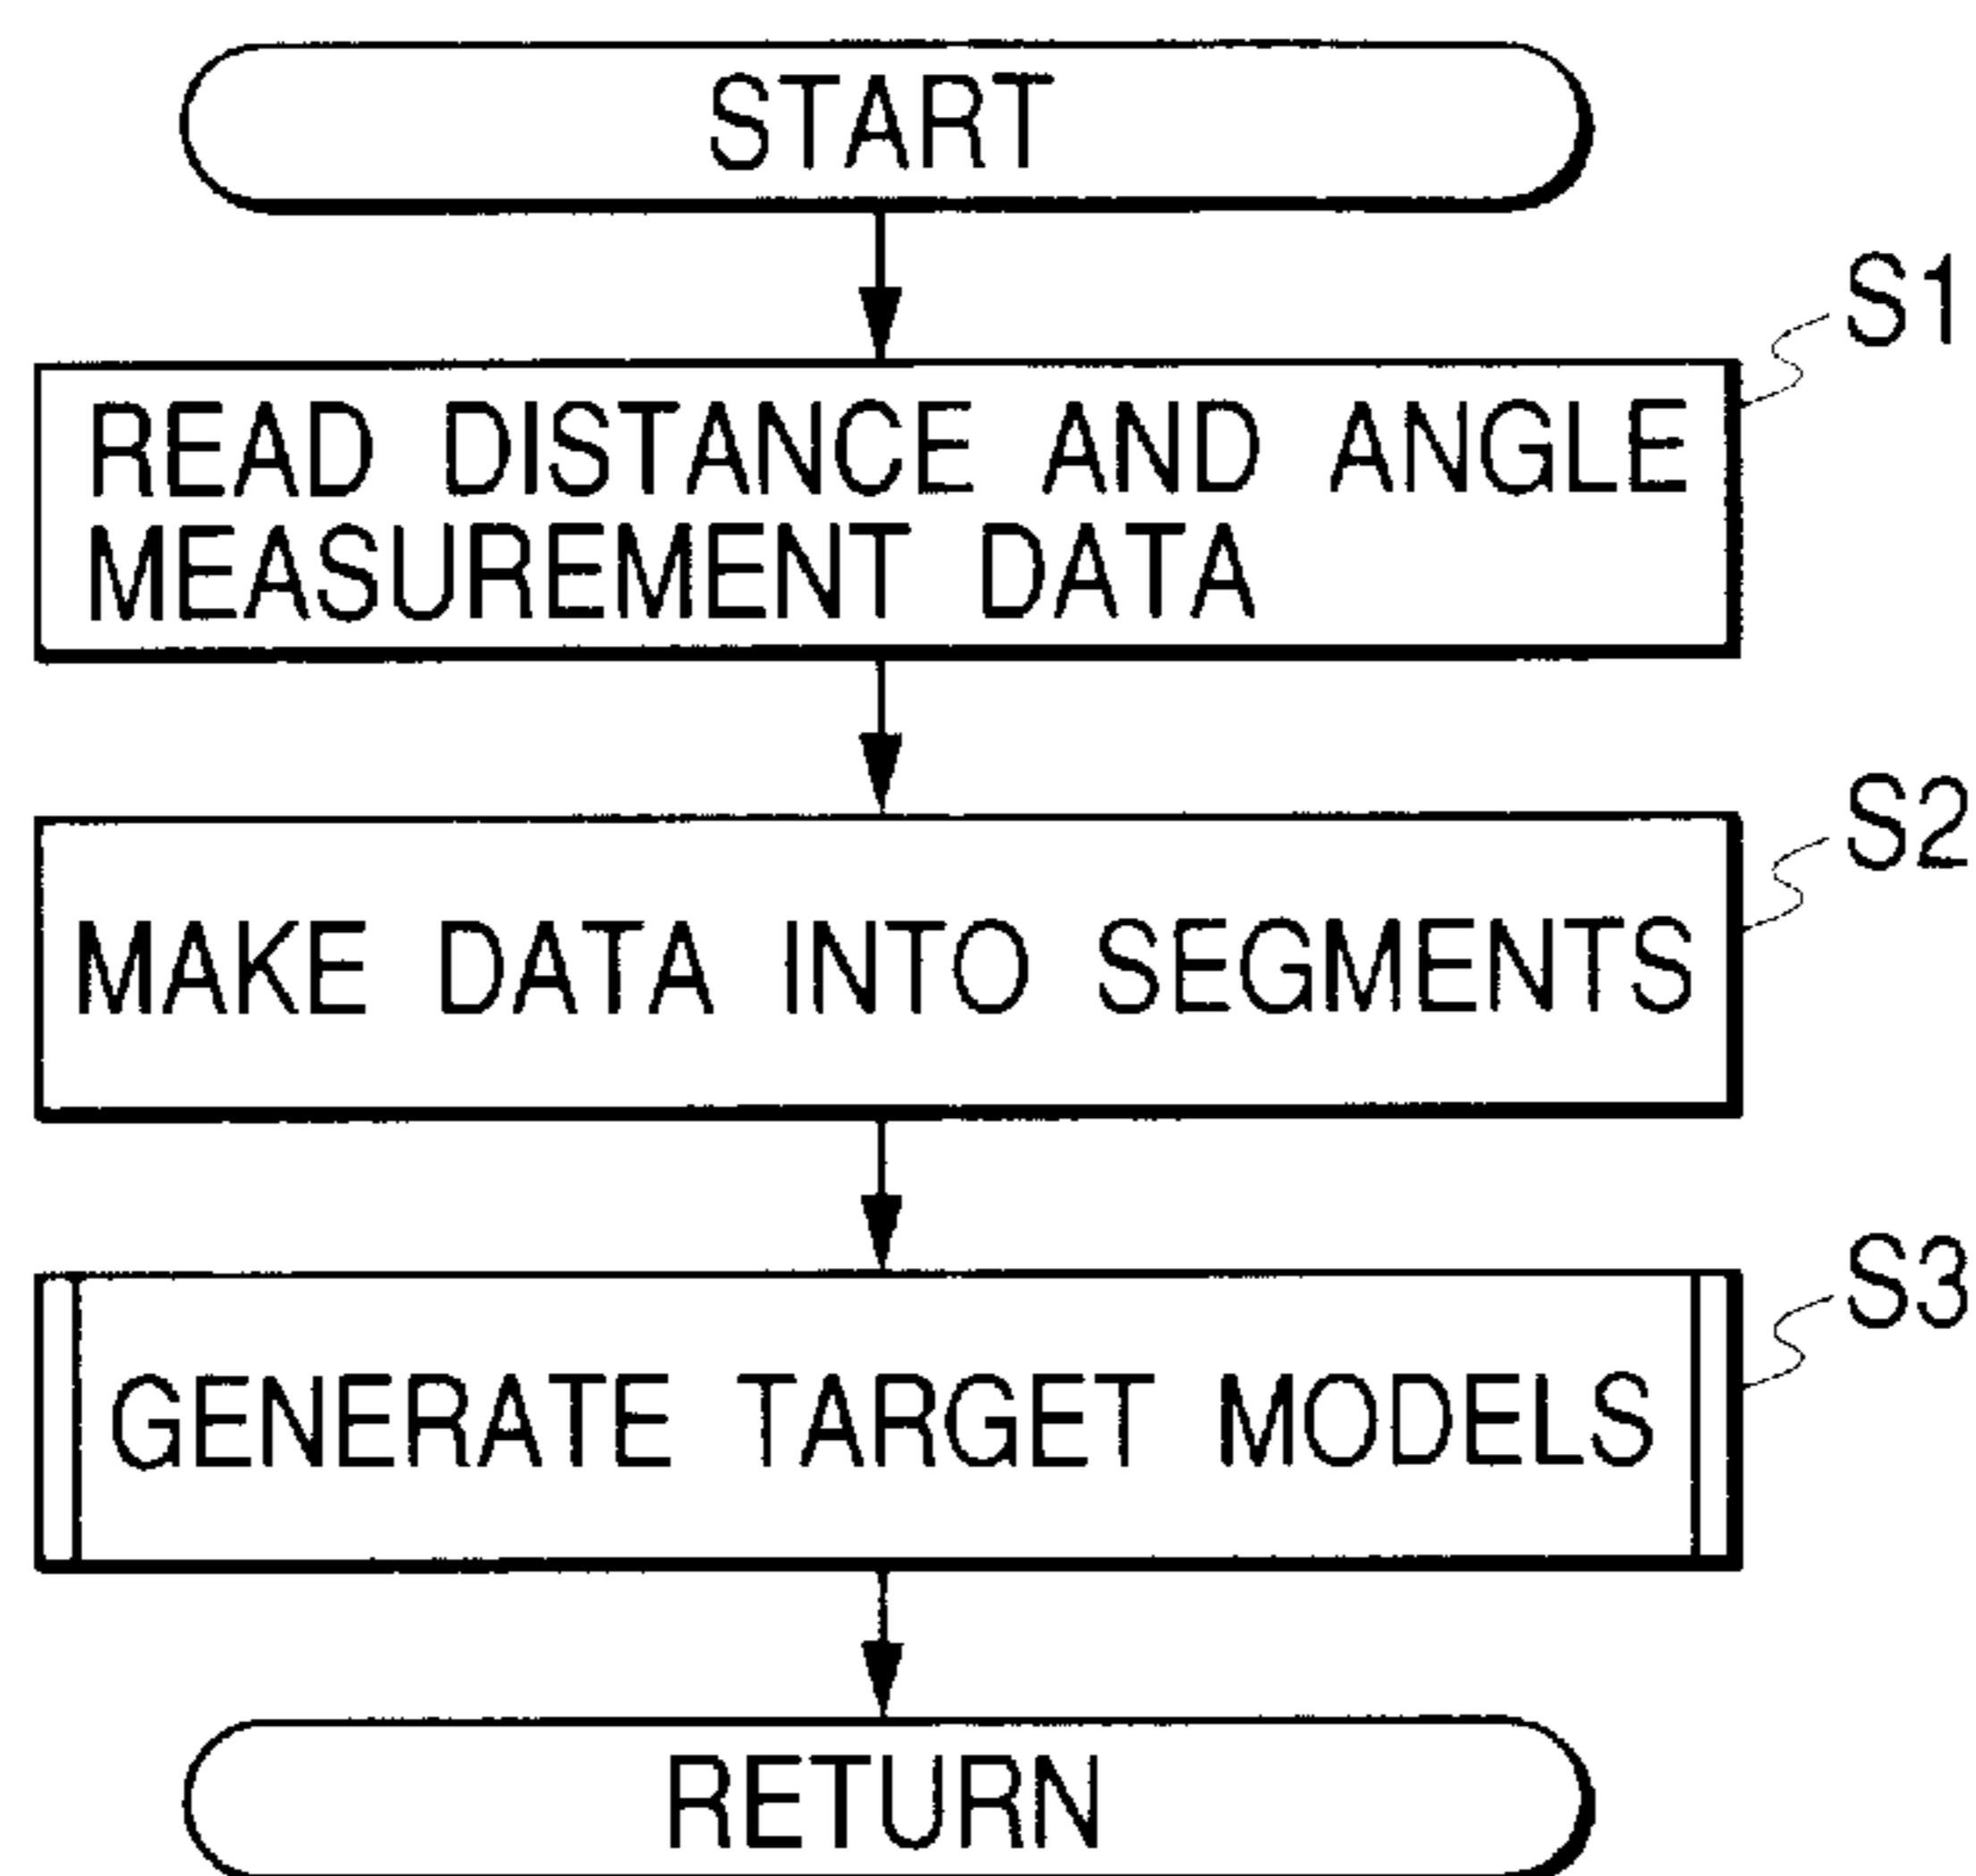 START
S1
READ DISTANCE AND ANGLE
MEASUREMENT DATA
S2
MAKE DATA INTO SEGMENTS
S3
GENERATE TARGET MODELS
RETURN